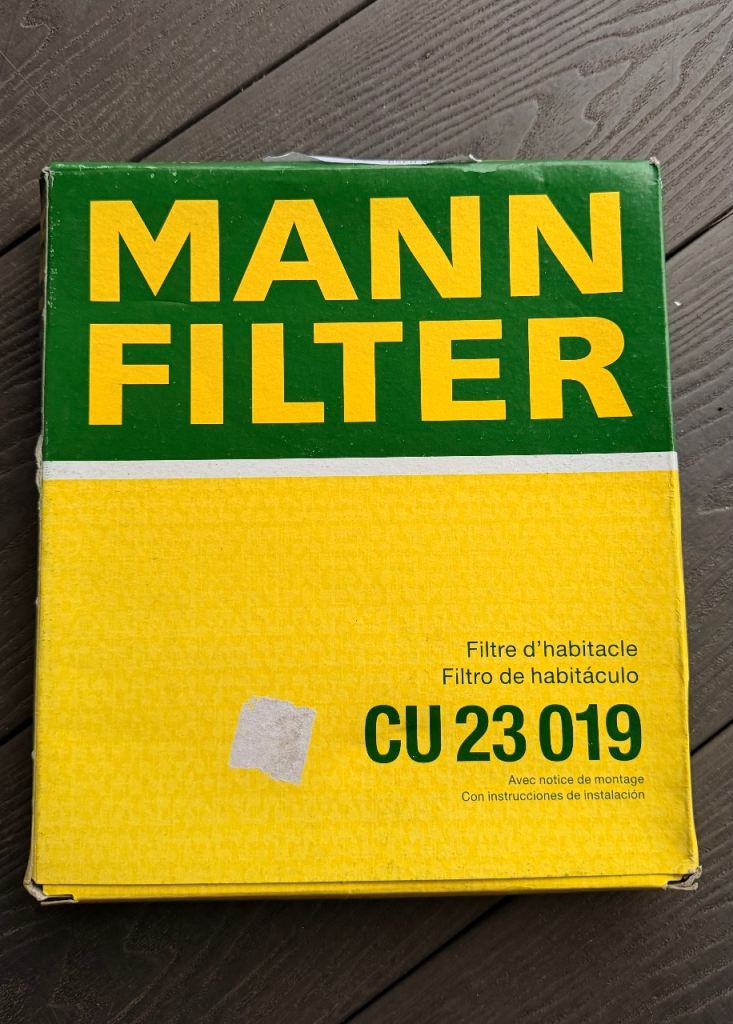 MANN
FILTER
Filtre d'habitacle
Filtro de habitáculo
CU 23 019
Avec notice de montage
Con instrucciones de instalación